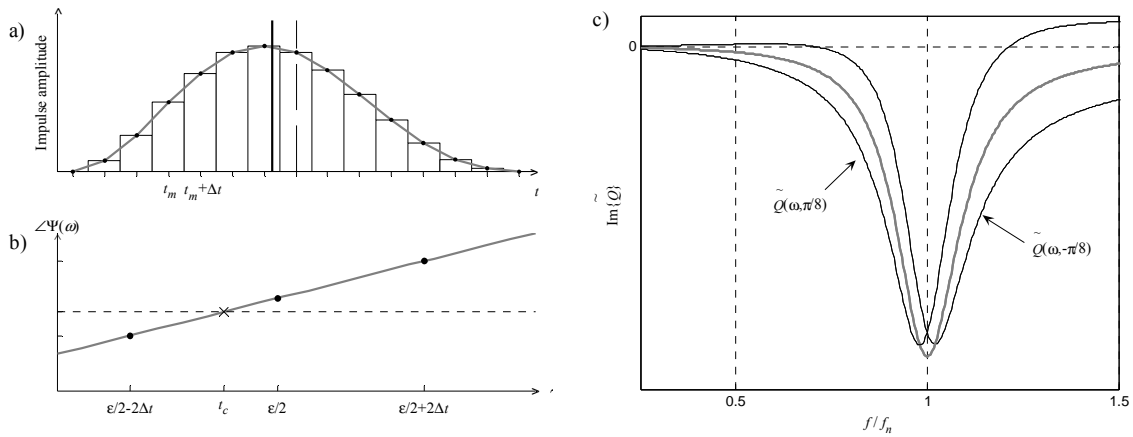 a)
Impulse amplitude
t_m t_m+Δt
t
b)
∠Ψ(ω)
ε/2-2Δt
t_c
ε/2
ε/2+2Δt
c)
0
Im{Q̃}
Q̃(ω,π/8)
Q̃(ω,-π/8)
0.5
1
1.5
f/f_n